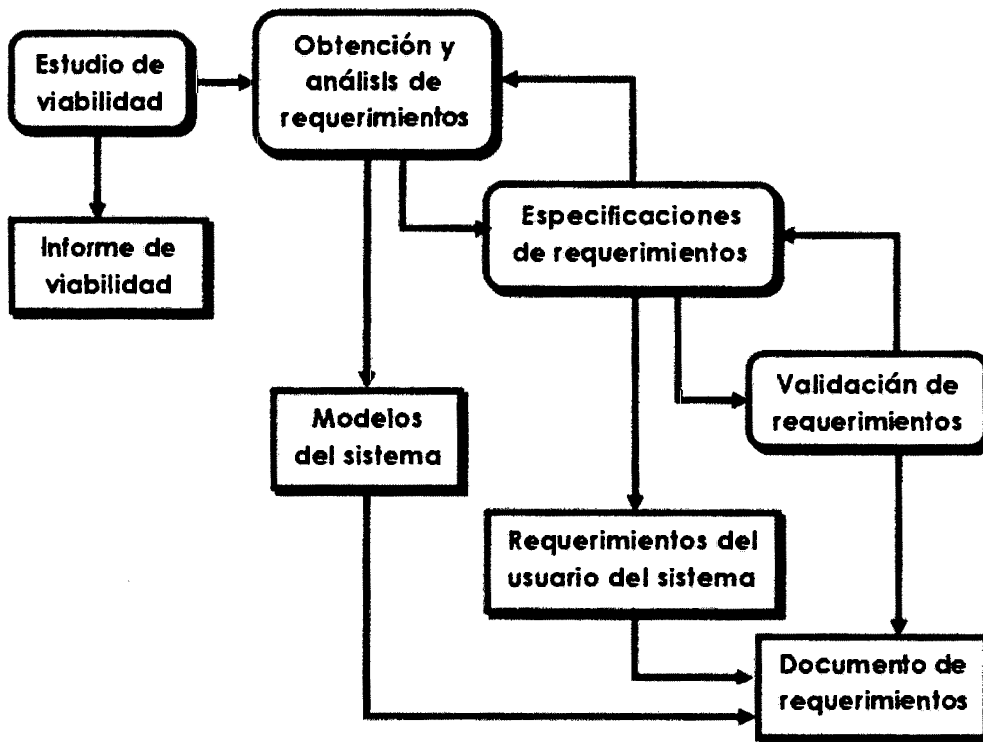 Estudio de
viabilidad
Obtención y
análisis de
requerimientos
Informe de
viabilidad
Especificaciones
de requerimientos
Modelos
del sistema
Validacián de
requerimientos
Requerimientos del
usuario del sistema
Documento de
requerimientos